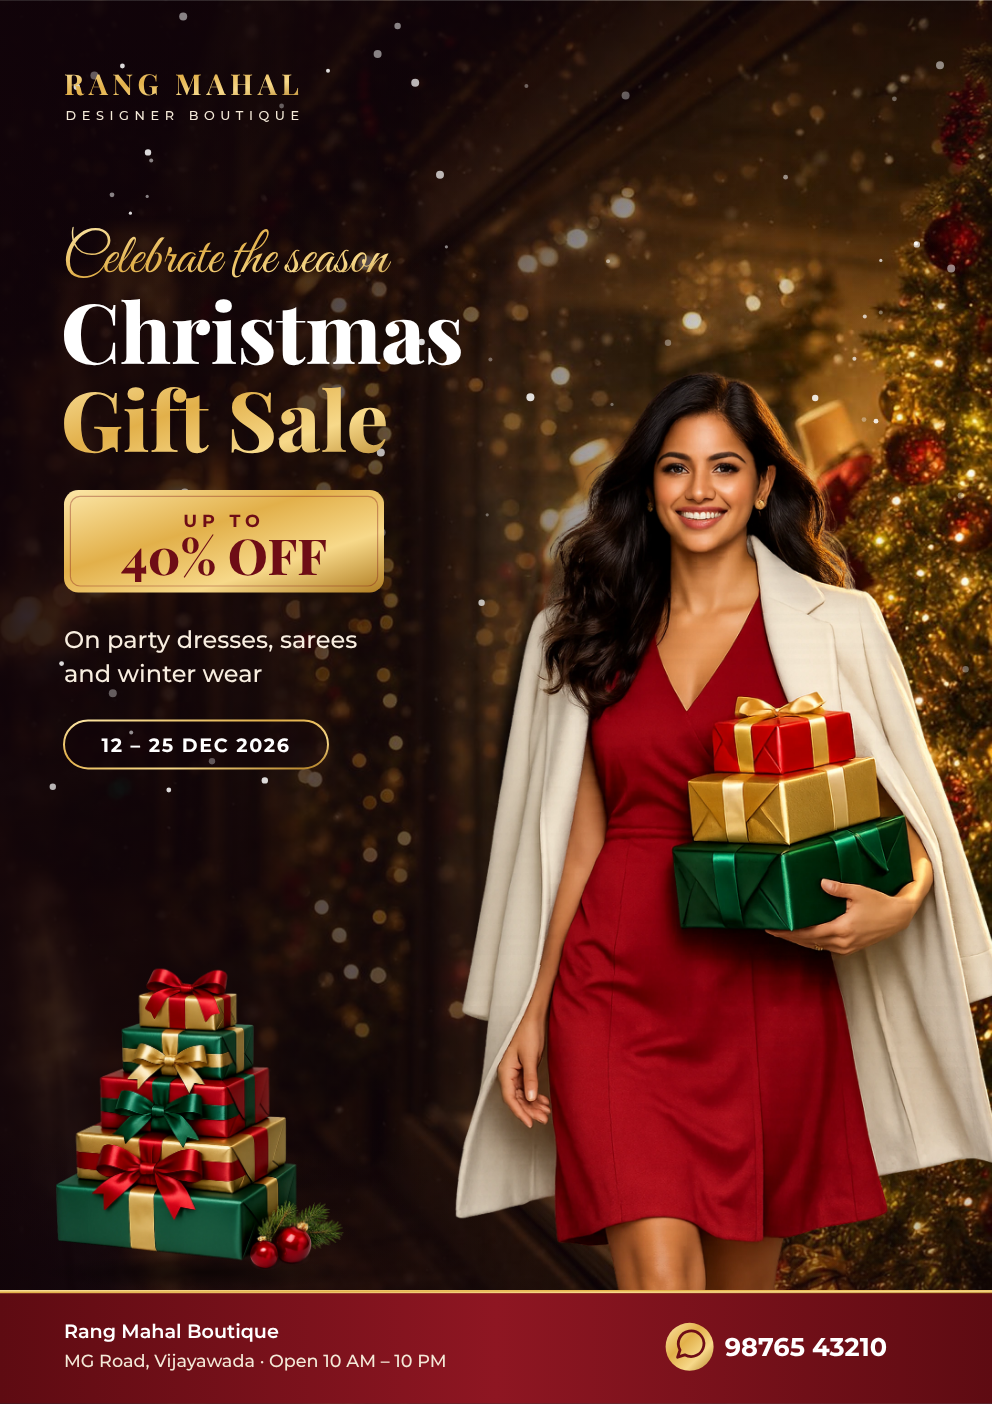 RANG MAHAL
DESIGNER BOUTIQUE
Celebrate the season
Christmas
Gift Sale
UP TO
40% OFF
On party dresses, sarees
and winter wear
12 – 25 DEC 2026
Rang Mahal Boutique
MG Road, Vijayawada · Open 10 AM – 10 PM
98765 43210